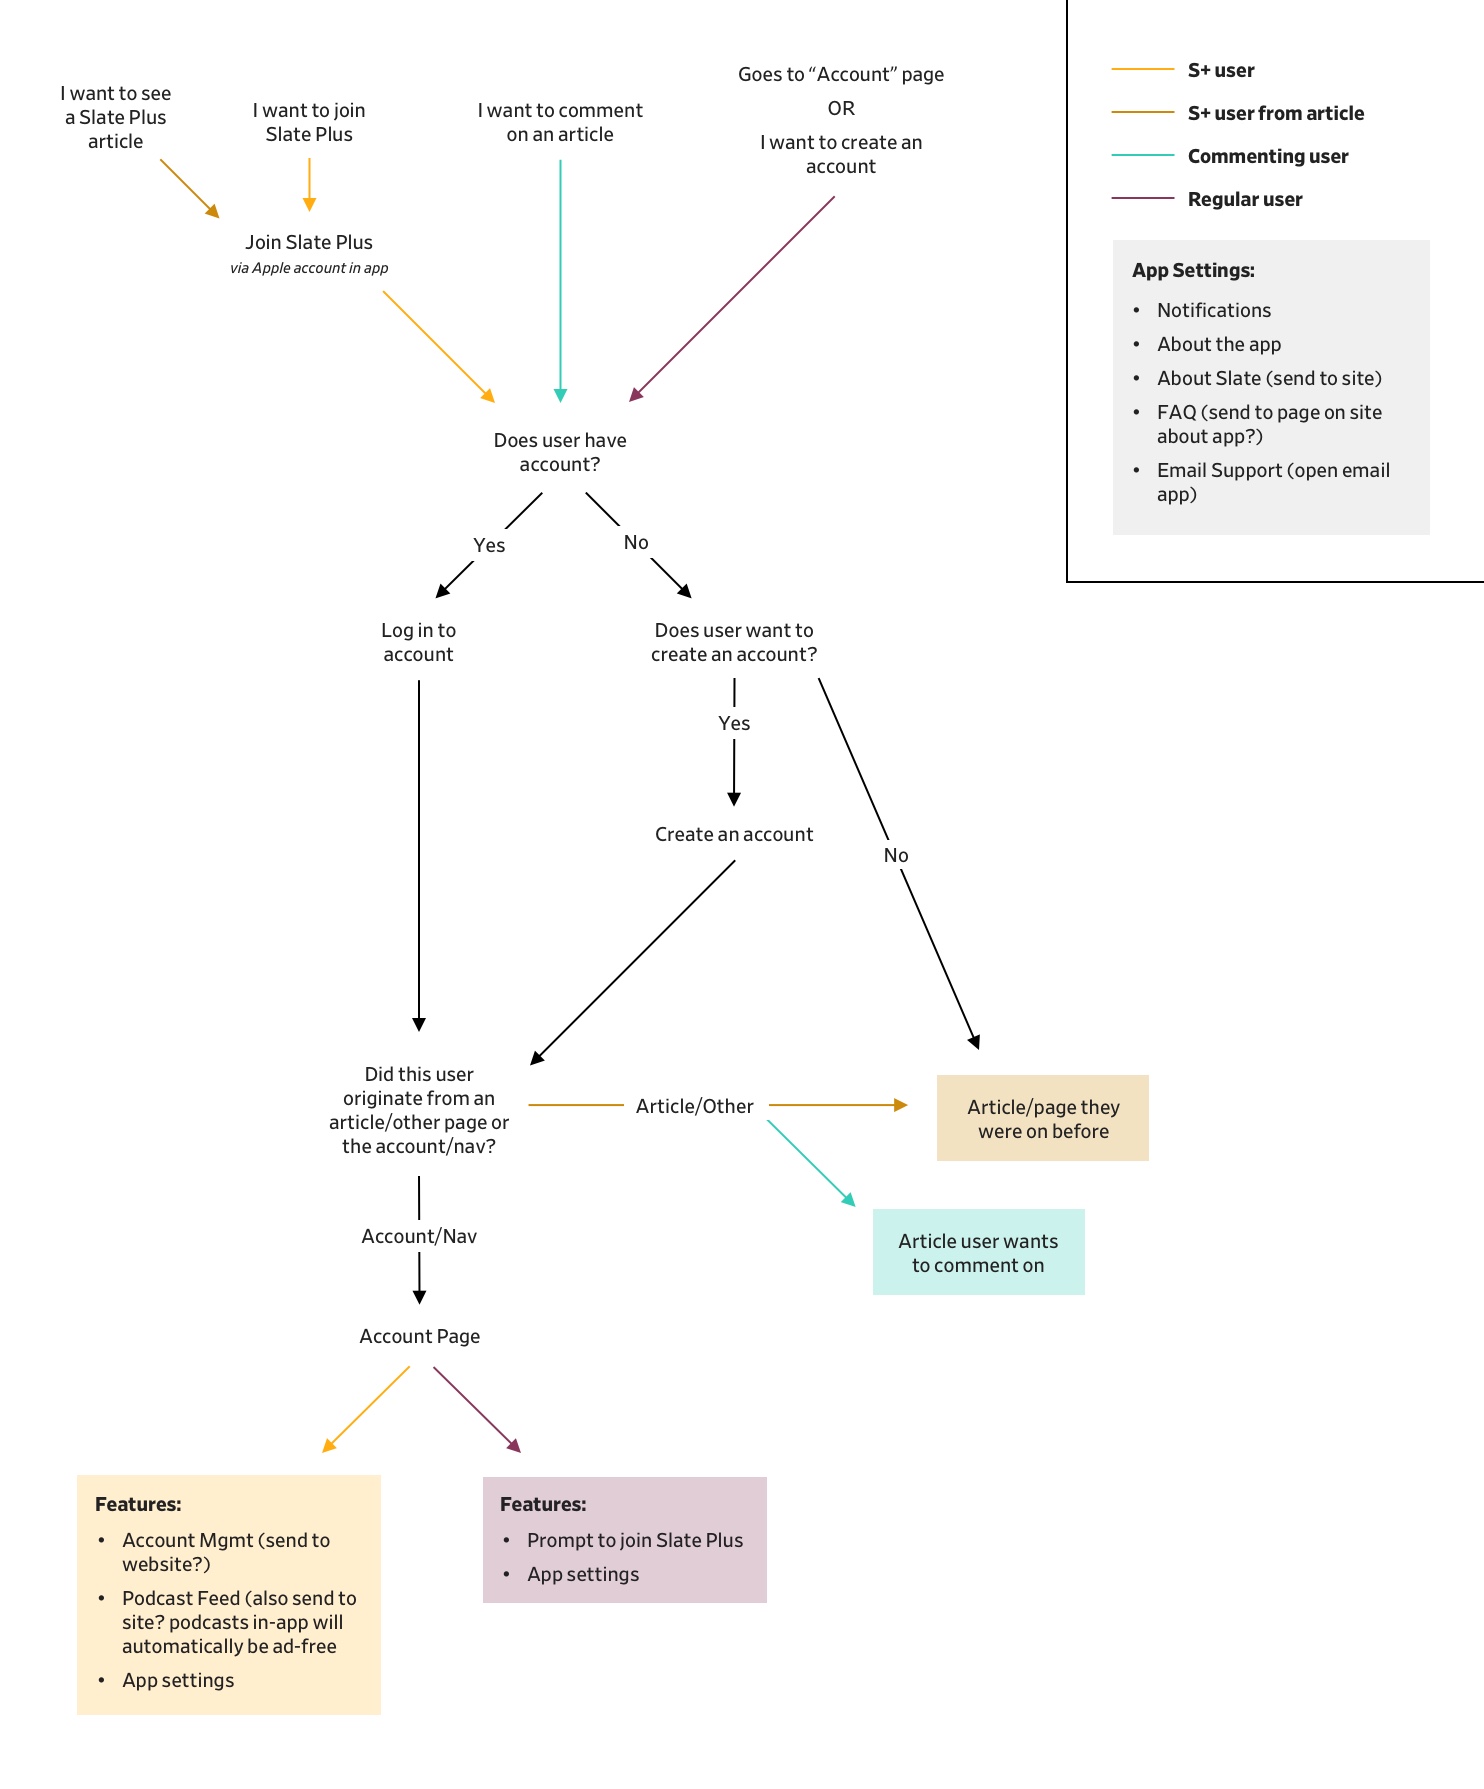 I want to see
a Slate Plus
article
I want to join
Slate Plus
I want to comment
on an article
Goes to “Account” page
OR
I want to create an
account
Join Slate Plus
via Apple account in app
Does user have
account?
Yes
No
Log in to
account
Does user want to
create an account?
Yes
Create an account
No
Did this user
originate from an
article/other page or
the account/nav?
Article/Other
Article/page they
were on before
Article user wants
to comment on
Account/Nav
Account Page
Features:
• Account Mgmt (send to
website?)
• Podcast Feed (also send to
site? podcasts in-app will
automatically be ad-free
• App settings
Features:
• Prompt to join Slate Plus
• App settings
S+ user
S+ user from article
Commenting user
Regular user
App Settings:
• Notifications
• About the app
• About Slate (send to site)
• FAQ (send to page on site
about app?)
• Email Support (open email
app)